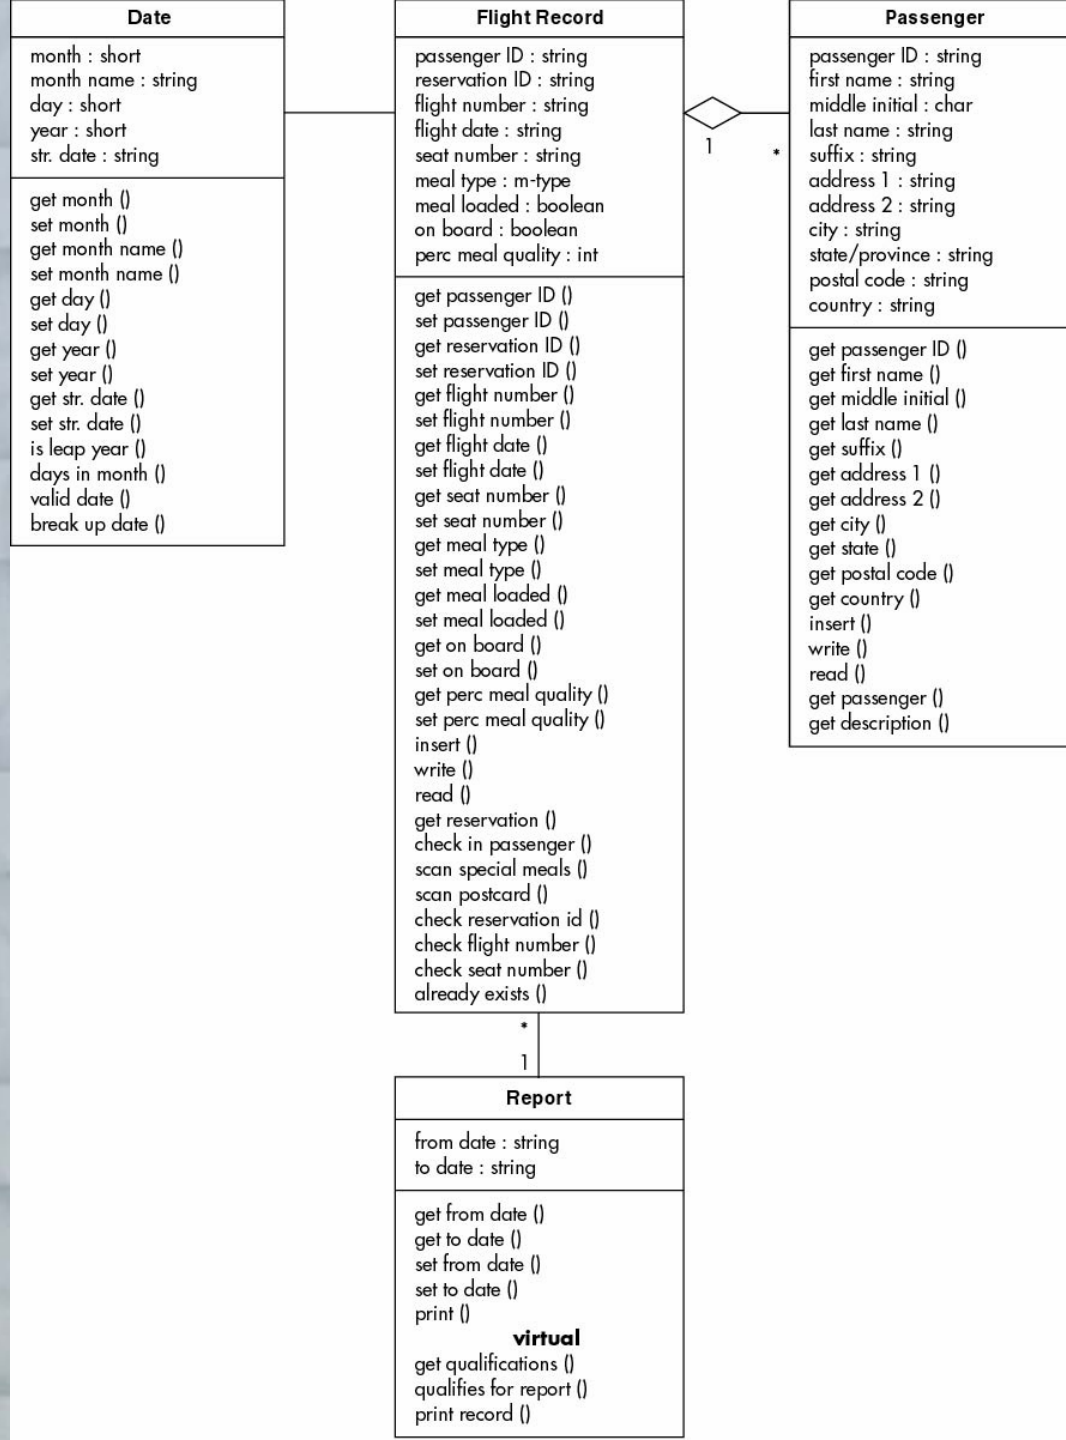 Date
month : short
month name : string
day : short
year : short
str. date : string
get month ()
set month ()
get month name ()
set month name ()
get day ()
set day ()
get year ()
set year ()
get str. date ()
set str. date ()
is leap year ()
days in month ()
valid date ()
break up date ()
Flight Record
passenger ID : string
reservation ID : string
flight number : string
flight date : string
seat number : string
meal type : m-type
meal loaded : boolean
on board : boolean
perc meal quality : int
get passenger ID ()
set passenger ID ()
get reservation ID ()
set reservation ID ()
get flight number ()
set flight number ()
get flight date ()
set flight date ()
get seat number ()
set seat number ()
get meal type ()
set meal type ()
get meal loaded ()
set meal loaded ()
get on board ()
set on board ()
get perc meal quality ()
set perc meal quality ()
insert ()
write ()
read ()
get reservation ()
check in passenger ()
scan special meals ()
scan postcard ()
check reservation id ()
check flight number ()
check seat number ()
already exists ()
1
*
Passenger
passenger ID : string
first name : string
middle initial : char
last name : string
suffix : string
address 1 : string
address 2 : string
city : string
state/province : string
postal code : string
country : string
get passenger ID ()
get first name ()
get middle initial ()
get last name ()
get suffix ()
get address 1 ()
get address 2 ()
get city ()
get state ()
get postal code ()
get country ()
insert ()
write ()
read ()
get passenger ()
get description ()
*
1
Report
from date : string
to date : string
get from date ()
get to date ()
set from date ()
set to date ()
print ()
virtual
get qualifications ()
qualifies for report ()
print record ()